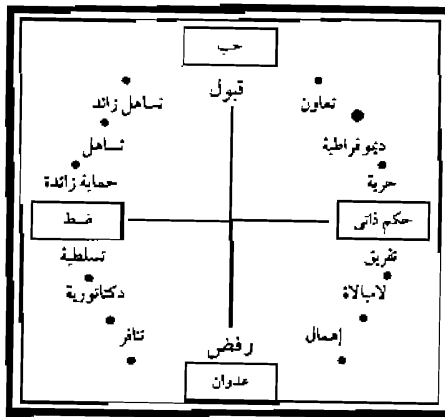 حب
قبول
تعاون
تساهل زائد
ديموقراطية
تساهل
حرية
حماية زائدة
حكم ذاتى
ضبط
تفريق
تسلطية
لامبالاة
دكتاتورية
إهمال
تنافر
رفض
عدوان